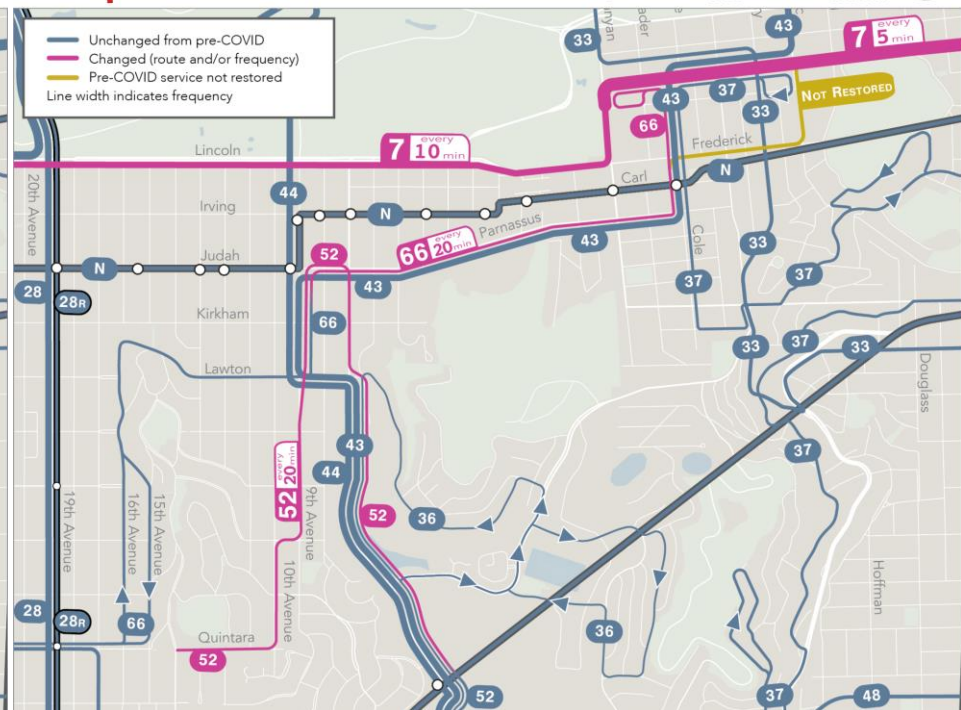 Unchanged from pre-COVID
Changed (route and/or frequency)
Pre-COVID service not restored
Line width indicates frequency
33
43
7 every 5 min
43
37
33
NOT RESTORED
66
Frederick
Lincoln
7 every 10 min
20th Avenue
44
Irving
N
Carl
N
Parnassus
66 every 20 min
43
Cole
33
Judah
52
N
43
37
37
28
28R
Kirkham
66
33
37
33
Lawton
Douglass
43
37
44
52 every 20 min
9th Avenue
19th Avenue
16th Avenue
15th Avenue
52
36
10th Avenue
Hoffman
28
28R
66
36
Quintara
52
52
37
48